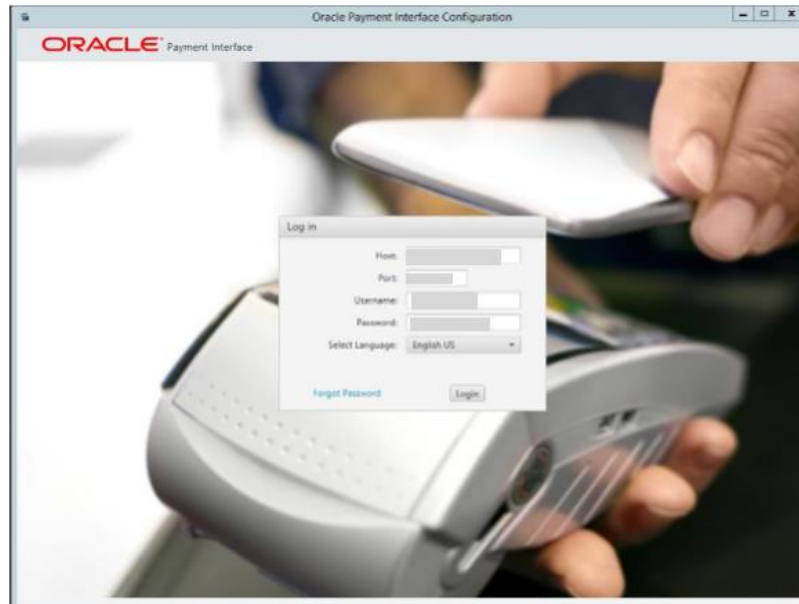 Oracle Payment Interface Configuration
ORACLE® Payment Interface
Log in
Host:
Port:
Username:
Password:
Select Language: English US
Forgot Password Login